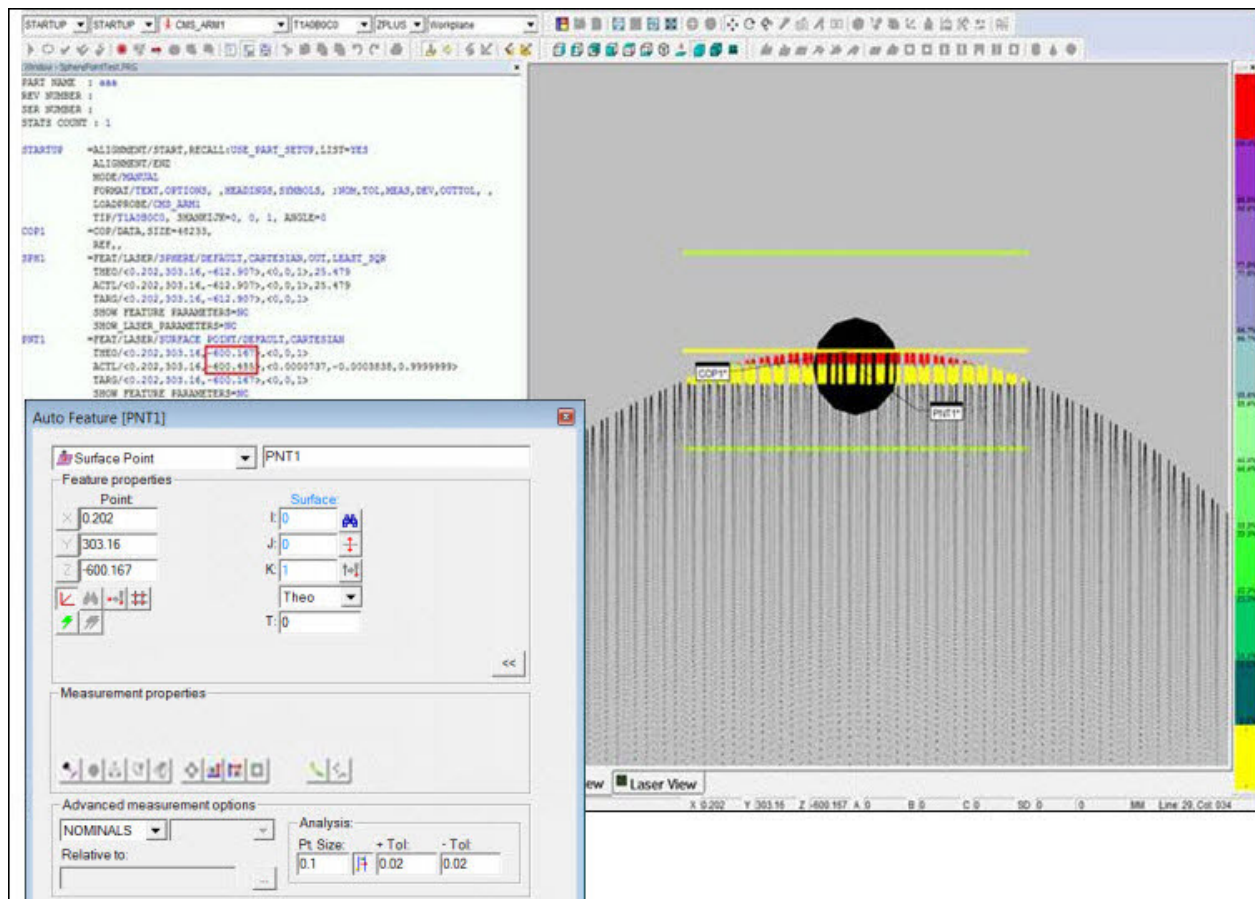 STARTUP STARTUP CMS_ARM1 T1A0B0C0 ZPLUS Workplane
Window - SpherePointTest.PRG
PART NAME : aaa
REV NUMBER :
SER NUMBER :
STATS COUNT : 1
STARTUP =ALIGNMENT/START,RECALL:USE_PART_SETUP,LIST=YES
ALIGNMENT/END
MODE/MANUAL
FORMAT/TEXT,OPTIONS, ,HEADINGS,SYMBOLS, ;NOM,TOL,MEAS,DEV,OUTTOL, ,
LOADPROBE/CMS_ARM1
TIP/T1A0B0C0, SHANKIJK=0, 0, 1, ANGLE=0
COP1 =COP/DATA,SIZE=46233,
REF,,
SPH1 =FEAT/LASER/SPHERE/DEFAULT,CARTESIAN,OUT,LEAST_SQR
THEO/<0.202,303.16,-612.907>,<0,0,1>,25.479
ACTL/<0.202,303.16,-612.907>,<0,0,1>,25.479
TARG/<0.202,303.16,-612.907>,<0,0,1>
SHOW FEATURE PARAMETERS=NO
SHOW_LASER_PARAMETERS=NO
PNT1 =FEAT/LASER/SURFACE POINT/DEFAULT,CARTESIAN
THEO/<0.202,303.16,-600.167>,<0,0,1>
ACTL/<0.202,303.16,-600.488>,<0.0000737,-0.0003838,0.9999999>
TARG/<0.202,303.16,-600.167>,<0,0,1>
SHOW FEATURE PARAMETERS=NO
COP1*
PNT1*
Auto Feature [PNT1]
Surface Point PNT1
Feature properties
Point: Surface:
X 0.202 I: 0
Y 303.16 J: 0
Z -600.167 K: 1
Theo
T: 0
<<
Measurement properties
Advanced measurement options
NOMINALS Analysis:
Pt. Size: + Tol: - Tol:
Relative to: 0.1 0.02 0.02
...
ew Laser View
X 0.202 Y 303.16 Z -600.167 A 0 B 0 C 0 SD 0 0 MM Line: 29, Col: 034